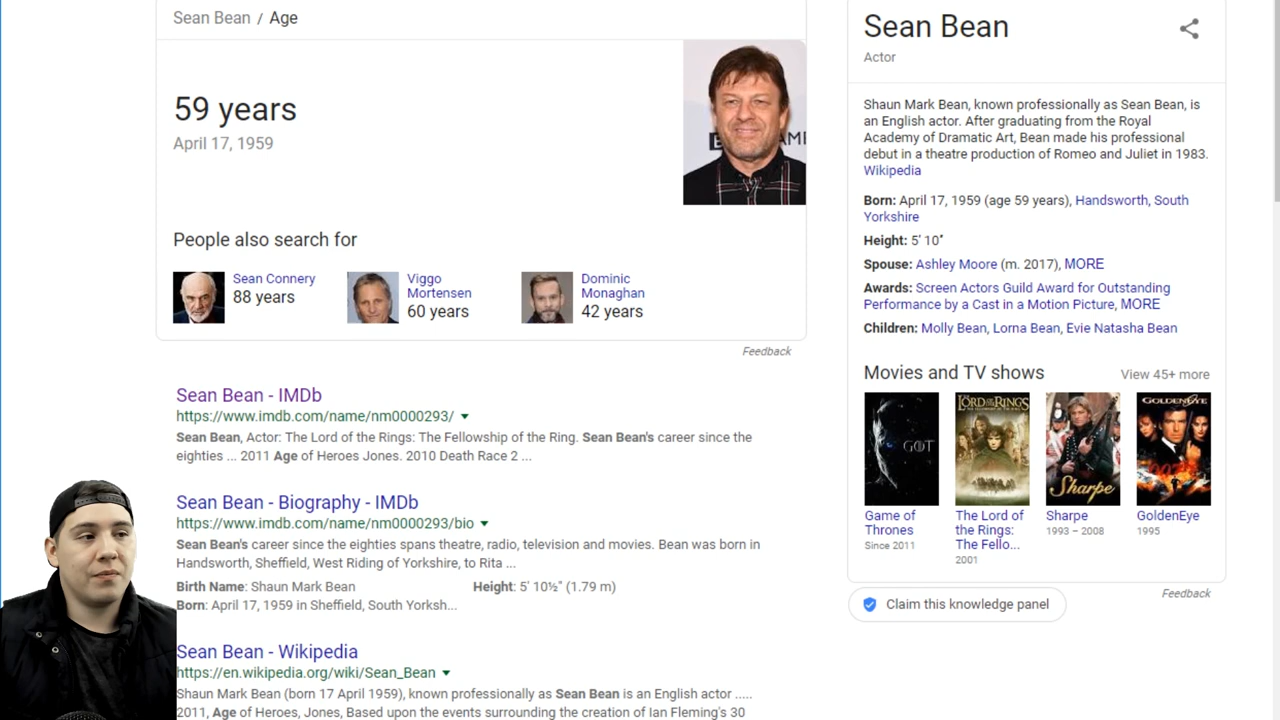 Sean Bean / Age
59 years
April 17, 1959
People also search for
Sean Connery
88 years
Viggo
Mortensen
60 years
Dominic
Monaghan
42 years
Feedback
Sean Bean - IMDb
https://www.imdb.com/name/nm0000293/
Sean Bean, Actor: The Lord of the Rings: The Fellowship of the Ring. Sean Bean's career since the
eighties ... 2011 Age of Heroes Jones. 2010 Death Race 2 ...
Sean Bean - Biography - IMDb
https://www.imdb.com/name/nm0000293/bio
Sean Bean's career since the eighties spans theatre, radio, television and movies. Bean was born in
Handsworth, Sheffield, West Riding of Yorkshire, to Rita ...
Birth Name: Shaun Mark Bean Height: 5' 10½" (1.79 m)
Born: April 17, 1959 in Sheffield, South Yorksh...
Sean Bean - Wikipedia
https://en.wikipedia.org/wiki/Sean_Bean
Shaun Mark Bean (born 17 April 1959), known professionally as Sean Bean is an English actor .....
2011, Age of Heroes, Jones, Based upon the events surrounding the creation of Ian Fleming's 30
Sean Bean
Actor
Shaun Mark Bean, known professionally as Sean Bean, is
an English actor. After graduating from the Royal
Academy of Dramatic Art, Bean made his professional
debut in a theatre production of Romeo and Juliet in 1983.
Wikipedia
Born: April 17, 1959 (age 59 years), Handsworth, South
Yorkshire
Height: 5′ 10″
Spouse: Ashley Moore (m. 2017), MORE
Awards: Screen Actors Guild Award for Outstanding
Performance by a Cast in a Motion Picture, MORE
Children: Molly Bean, Lorna Bean, Evie Natasha Bean
Movies and TV shows
View 45+ more
GOT
Game of
Thrones
Since 2011
THE LORD OF THE RINGS
The Lord of
the Rings:
The Fello...
2001
Sharpe
Sharpe
1993 – 2008
GOLDENEYE
007
GoldenEye
1995
Feedback
Claim this knowledge panel